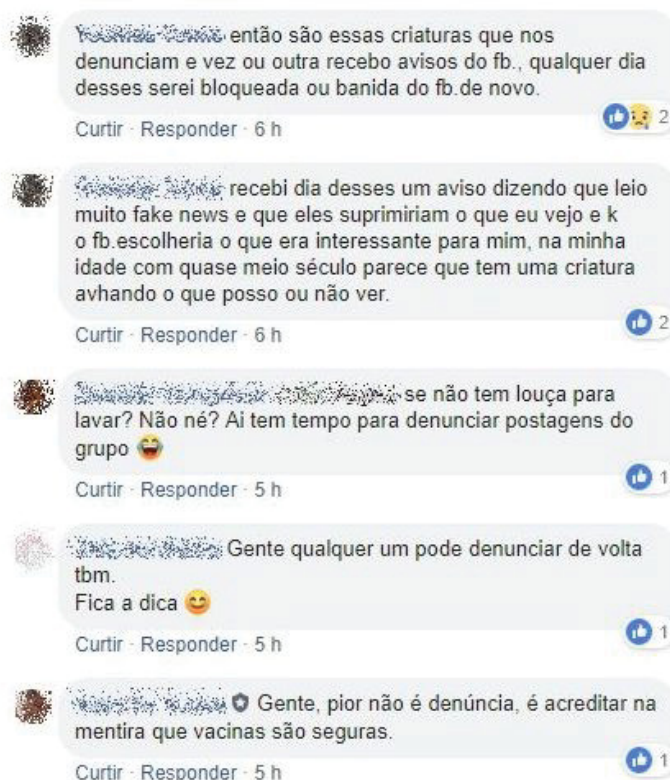 então são essas criaturas que nos
denunciam e vez ou outra recebo avisos do fb., qualquer dia
desses serei bloqueada ou banida do fb.de novo.
2
Curtir · Responder · 6 h
recebi dia desses um aviso dizendo que leio
muito fake news e que eles suprimiriam o que eu vejo e k
o fb.escolheria o que era interessante para mim, na minha
idade com quase meio século parece que tem uma criatura
avhando o que posso ou não ver.
2
Curtir · Responder · 6 h
se não tem louça para
lavar? Não né? Ai tem tempo para denunciar postagens do
grupo 😂
1
Curtir · Responder · 5 h
Gente qualquer um pode denunciar de volta
tbm.
Fica a dica 😊
1
Curtir · Responder · 5 h
Gente, pior não é denúncia, é acreditar na
mentira que vacinas são seguras.
1
Curtir · Responder · 5 h